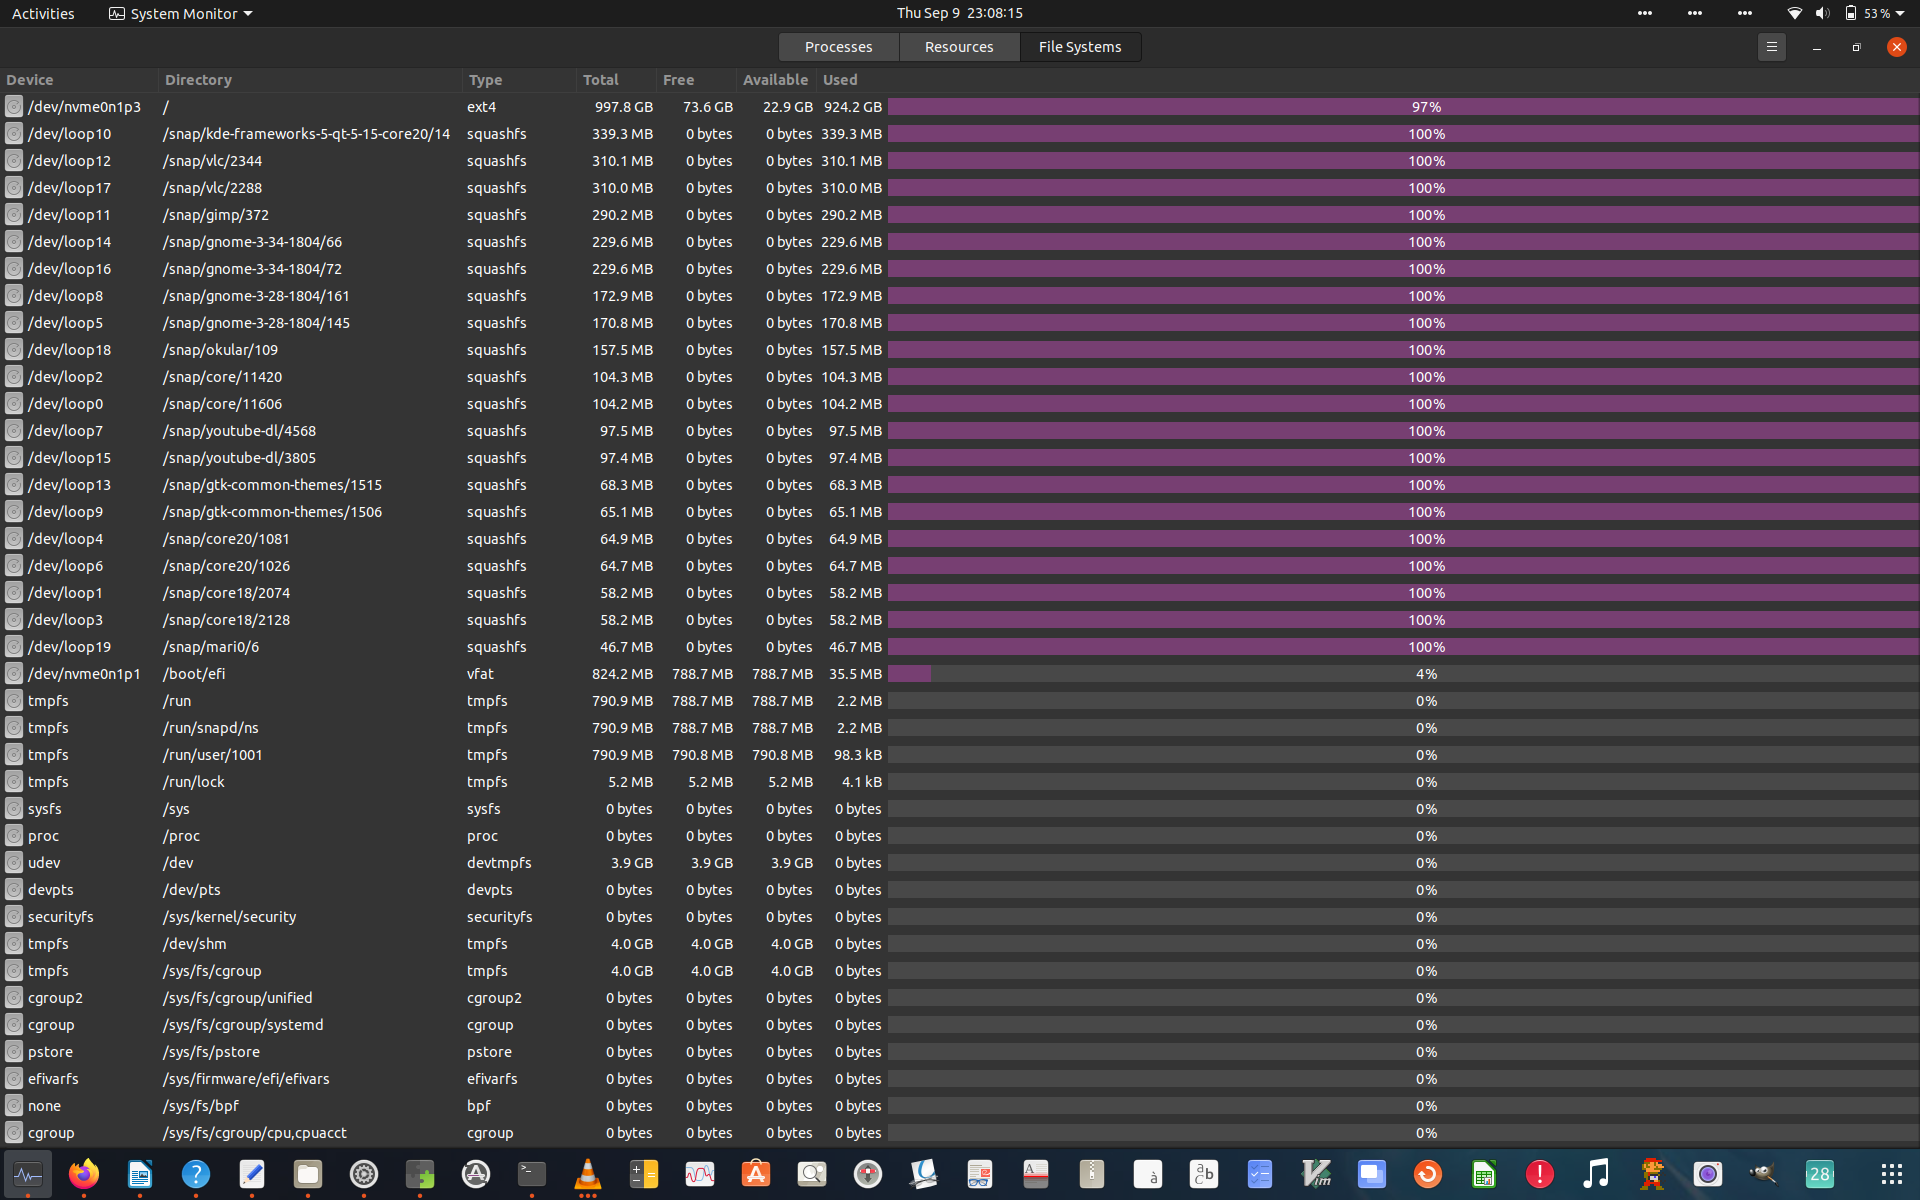 Activities System Monitor Thu Sep 9 23:08:15 53 %
Processes Resources File Systems
Device Directory Type Total Free Available Used
/dev/nvme0n1p3 / ext4 997.8 GB 73.6 GB 22.9 GB 924.2 GB 97%
/dev/loop10 /snap/kde-frameworks-5-qt-5-15-core20/14 squashfs 339.3 MB 0 bytes 0 bytes 339.3 MB 100%
/dev/loop12 /snap/vlc/2344 squashfs 310.1 MB 0 bytes 0 bytes 310.1 MB 100%
/dev/loop17 /snap/vlc/2288 squashfs 310.0 MB 0 bytes 0 bytes 310.0 MB 100%
/dev/loop11 /snap/gimp/372 squashfs 290.2 MB 0 bytes 0 bytes 290.2 MB 100%
/dev/loop14 /snap/gnome-3-34-1804/66 squashfs 229.6 MB 0 bytes 0 bytes 229.6 MB 100%
/dev/loop16 /snap/gnome-3-34-1804/72 squashfs 229.6 MB 0 bytes 0 bytes 229.6 MB 100%
/dev/loop8 /snap/gnome-3-28-1804/161 squashfs 172.9 MB 0 bytes 0 bytes 172.9 MB 100%
/dev/loop5 /snap/gnome-3-28-1804/145 squashfs 170.8 MB 0 bytes 0 bytes 170.8 MB 100%
/dev/loop18 /snap/okular/109 squashfs 157.5 MB 0 bytes 0 bytes 157.5 MB 100%
/dev/loop2 /snap/core/11420 squashfs 104.3 MB 0 bytes 0 bytes 104.3 MB 100%
/dev/loop0 /snap/core/11606 squashfs 104.2 MB 0 bytes 0 bytes 104.2 MB 100%
/dev/loop7 /snap/youtube-dl/4568 squashfs 97.5 MB 0 bytes 0 bytes 97.5 MB 100%
/dev/loop15 /snap/youtube-dl/3805 squashfs 97.4 MB 0 bytes 0 bytes 97.4 MB 100%
/dev/loop13 /snap/gtk-common-themes/1515 squashfs 68.3 MB 0 bytes 0 bytes 68.3 MB 100%
/dev/loop9 /snap/gtk-common-themes/1506 squashfs 65.1 MB 0 bytes 0 bytes 65.1 MB 100%
/dev/loop4 /snap/core20/1081 squashfs 64.9 MB 0 bytes 0 bytes 64.9 MB 100%
/dev/loop6 /snap/core20/1026 squashfs 64.7 MB 0 bytes 0 bytes 64.7 MB 100%
/dev/loop1 /snap/core18/2074 squashfs 58.2 MB 0 bytes 0 bytes 58.2 MB 100%
/dev/loop3 /snap/core18/2128 squashfs 58.2 MB 0 bytes 0 bytes 58.2 MB 100%
/dev/loop19 /snap/mari0/6 squashfs 46.7 MB 0 bytes 0 bytes 46.7 MB 100%
/dev/nvme0n1p1 /boot/efi vfat 824.2 MB 788.7 MB 788.7 MB 35.5 MB 4%
tmpfs /run tmpfs 790.9 MB 788.7 MB 788.7 MB 2.2 MB 0%
tmpfs /run/snapd/ns tmpfs 790.9 MB 788.7 MB 788.7 MB 2.2 MB 0%
tmpfs /run/user/1001 tmpfs 790.9 MB 790.8 MB 790.8 MB 98.3 kB 0%
tmpfs /run/lock tmpfs 5.2 MB 5.2 MB 5.2 MB 4.1 kB 0%
sysfs /sys sysfs 0 bytes 0 bytes 0 bytes 0 bytes 0%
proc /proc proc 0 bytes 0 bytes 0 bytes 0 bytes 0%
udev /dev devtmpfs 3.9 GB 3.9 GB 3.9 GB 0 bytes 0%
devpts /dev/pts devpts 0 bytes 0 bytes 0 bytes 0 bytes 0%
securityfs /sys/kernel/security securityfs 0 bytes 0 bytes 0 bytes 0 bytes 0%
tmpfs /dev/shm tmpfs 4.0 GB 4.0 GB 4.0 GB 0 bytes 0%
tmpfs /sys/fs/cgroup tmpfs 4.0 GB 4.0 GB 4.0 GB 0 bytes 0%
cgroup2 /sys/fs/cgroup/unified cgroup2 0 bytes 0 bytes 0 bytes 0 bytes 0%
cgroup /sys/fs/cgroup/systemd cgroup 0 bytes 0 bytes 0 bytes 0 bytes 0%
pstore /sys/fs/pstore pstore 0 bytes 0 bytes 0 bytes 0 bytes 0%
efivarfs /sys/firmware/efi/efivars efivarfs 0 bytes 0 bytes 0 bytes 0 bytes 0%
none /sys/fs/bpf bpf 0 bytes 0 bytes 0 bytes 0 bytes 0%
cgroup /sys/fs/cgroup/cpu,cpuacct cgroup 0 bytes 0 bytes 0 bytes 0 bytes 0%
? >_ A à abc Vim ! 28